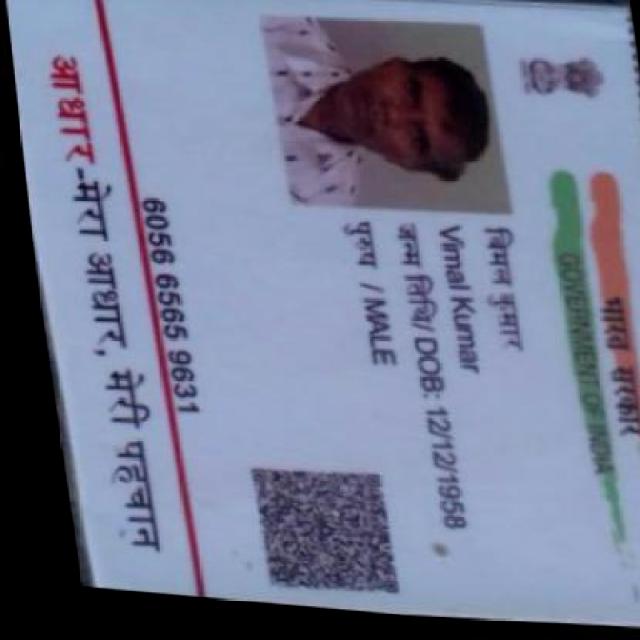 भारत सरकार
GOVERNMENT OF INDIA
विमल कुमार
Vimal Kumar
जन्म तिथि/ DOB: 12/12/1958
पुरुष / MALE
6056 6565 9631
आधार-मेरा आधार, मेरी पहचान